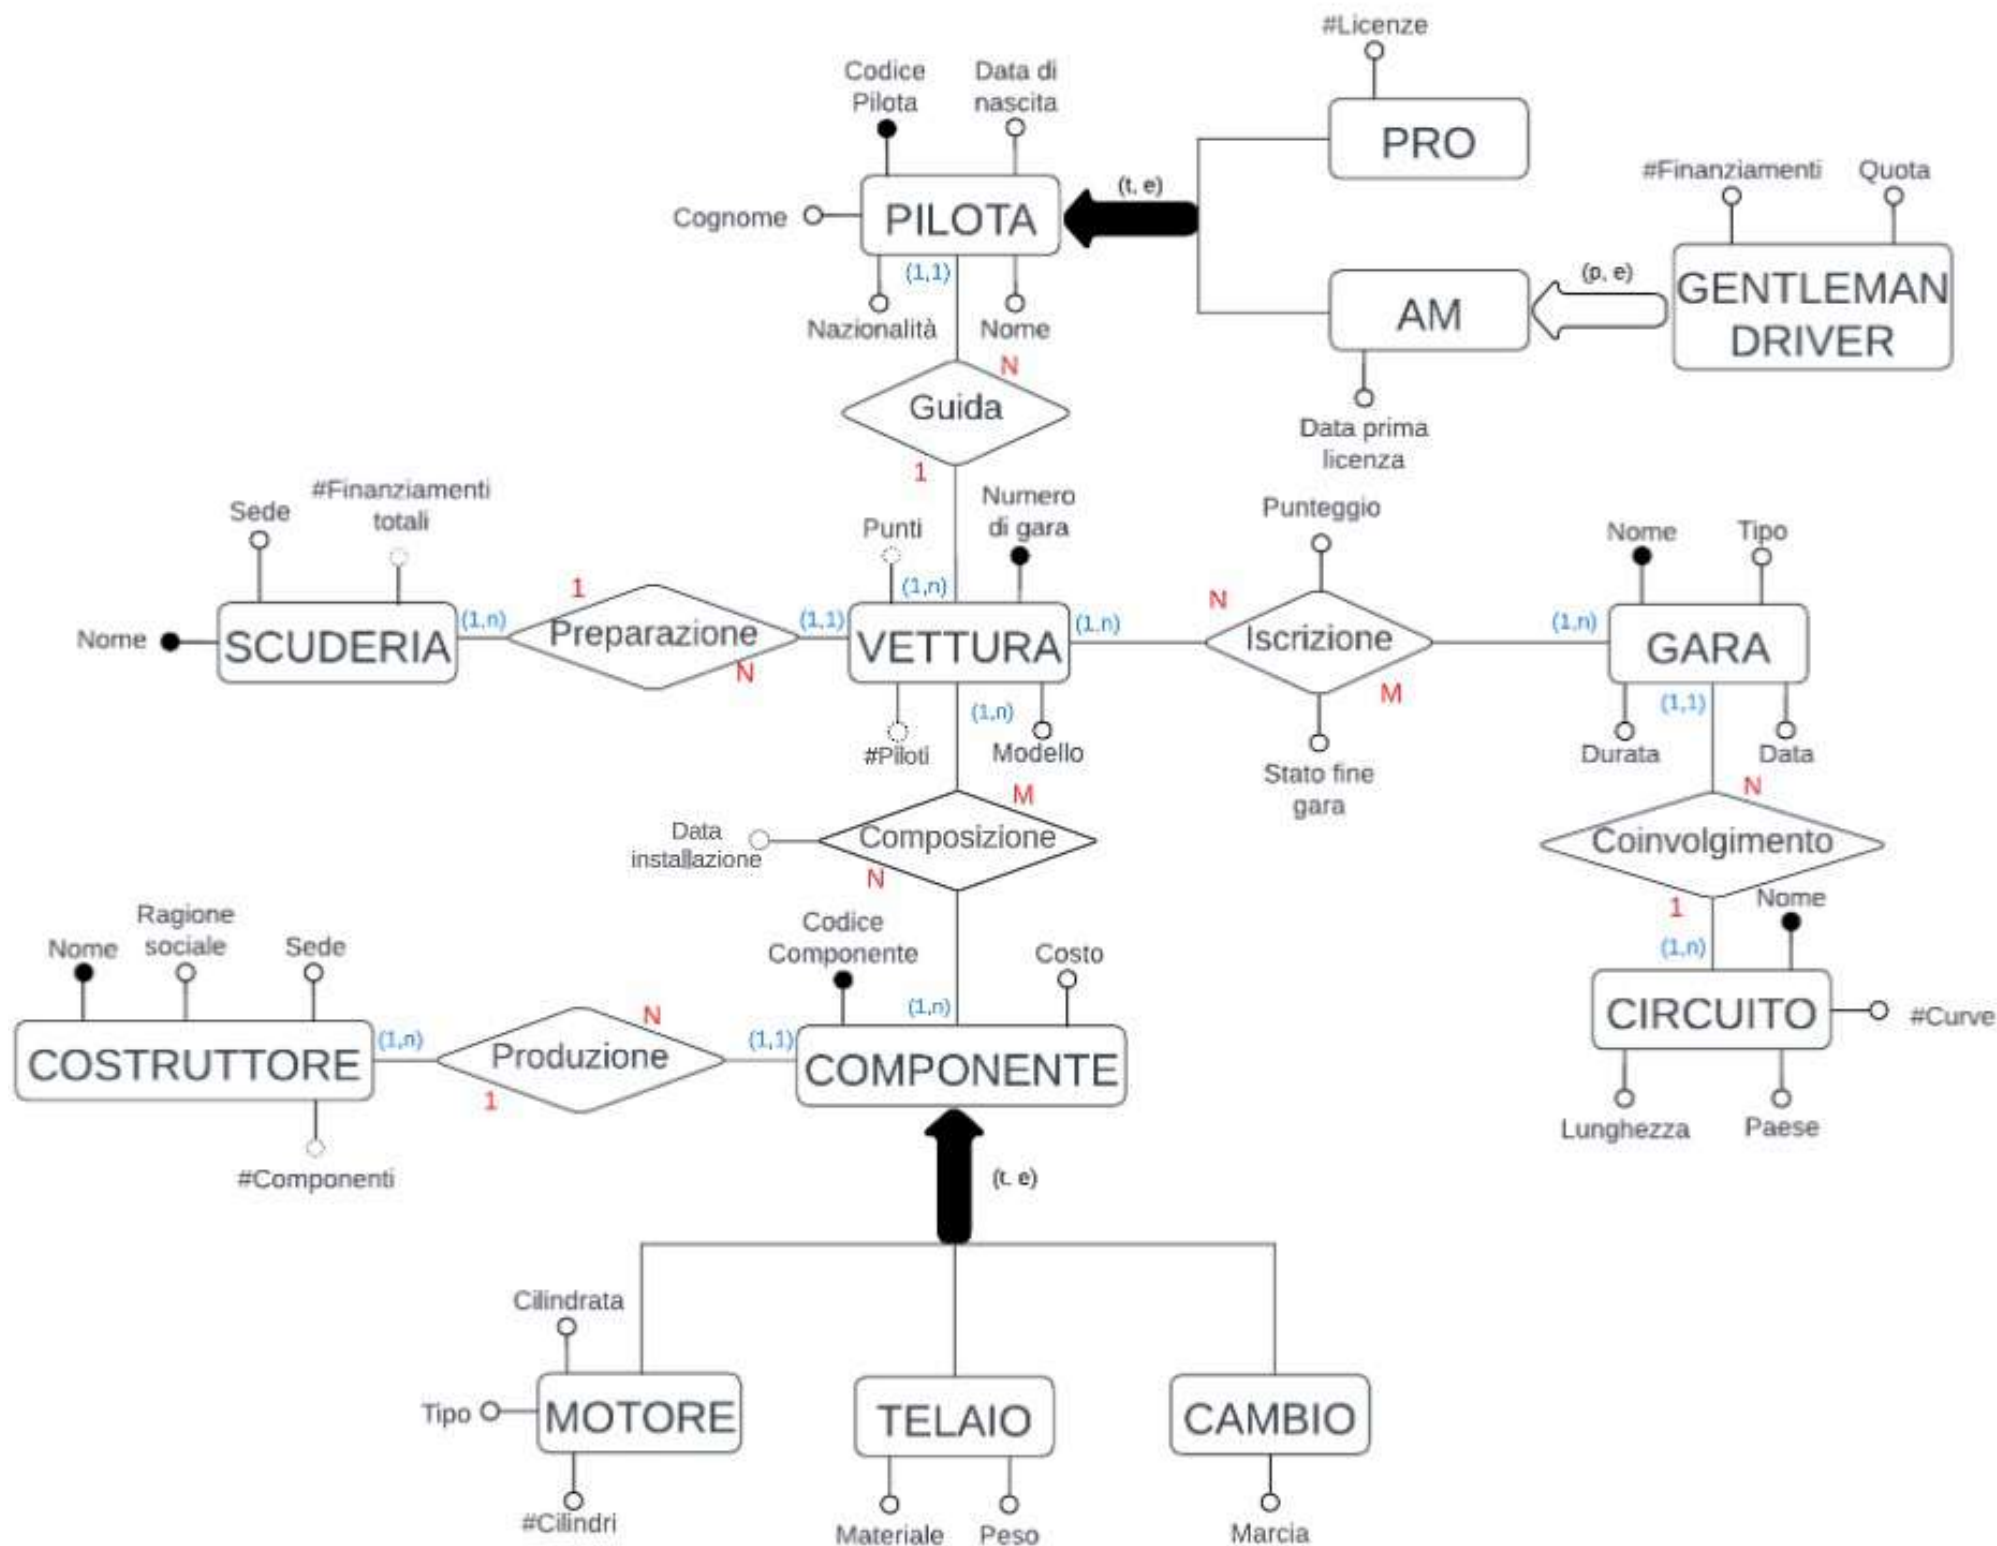 #Licenze
Codice
Pilota
Data di
nascita
PRO
(t, e)
#Finanziamenti
Quota
Cognome
PILOTA
(1,1)
Nazionalità
Nome
AM
(p, e)
GENTLEMAN
DRIVER
N
Guida
1
Data prima
licenza
Sede
#Finanziamenti
totali
Punti
Numero
di gara
Punteggio
Nome
Tipo
Nome
SCUDERIA
(1,n)
1
Preparazione
N
(1,1)
(1,n)
VETTURA
(1,n)
N
Iscrizione
M
(1,n)
GARA
(1,1)
#Piloti
(1,n)
Modello
Stato fine
gara
Durata
Data
Data
installazione
M
Composizione
N
N
Coinvolgimento
1
Nome
(1,n)
CIRCUITO
#Curve
Lunghezza
Paese
Nome
Ragione
sociale
Sede
Codice
Componente
Costo
(1,n)
COSTRUTTORE
(1,n)
N
Produzione
1
(1,1)
COMPONENTE
#Componenti
(t. e)
Cilindrata
Tipo
MOTORE
#Cilindri
TELAIO
Materiale
Peso
CAMBIO
Marcia